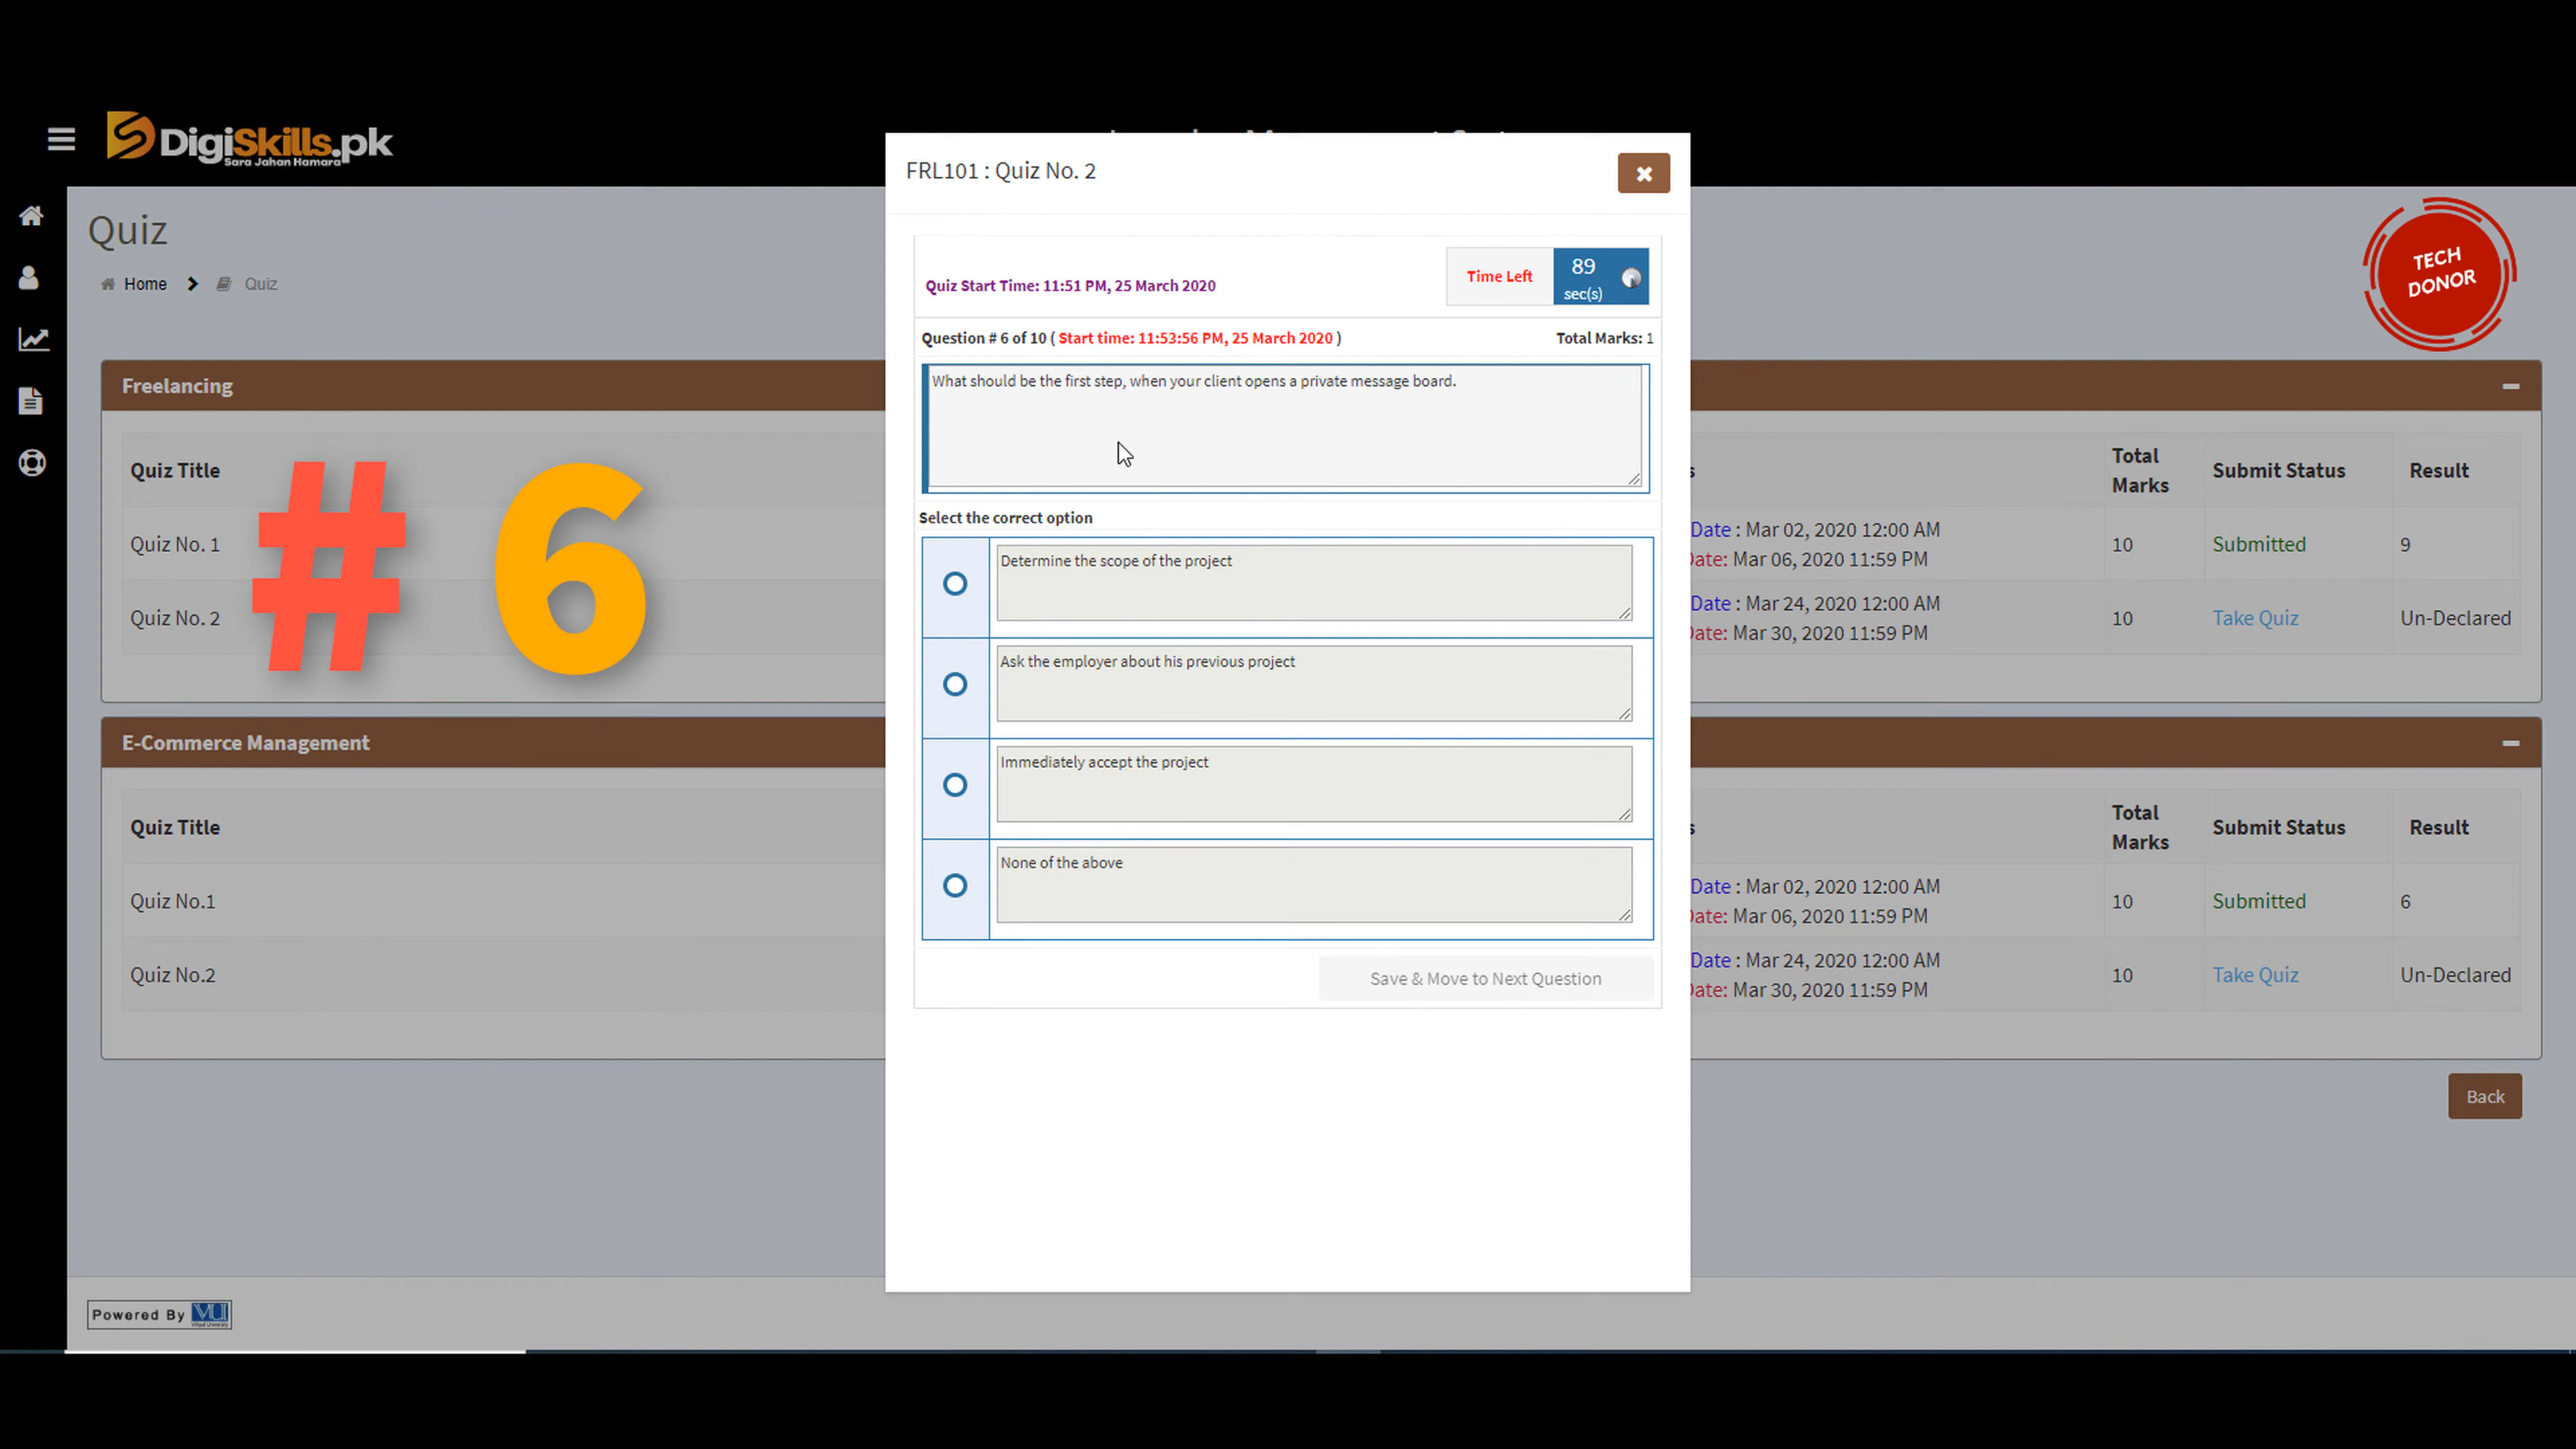 DigiSkills.pk
Sara Jahan Hamara
FRL101 : Quiz No. 2
Quiz
Home
Quiz
TECH
DONOR
Quiz Start Time: 11:51 PM, 25 March 2020
Time Left
89
sec(s)
Question # 6 of 10 ( Start time: 11:53:56 PM, 25 March 2020 )
Total Marks: 1
What should be the first step, when your client opens a private message board.
Select the correct option
Determine the scope of the project
Ask the employer about his previous project
Immediately accept the project
None of the above
Save & Move to Next Question
Freelancing
Quiz Title
Total
Marks
Submit Status
Result
Quiz No. 1
Date : Mar 02, 2020 12:00 AM
Date: Mar 06, 2020 11:59 PM
10
Submitted
9
Quiz No. 2
Date : Mar 24, 2020 12:00 AM
Date: Mar 30, 2020 11:59 PM
10
Take Quiz
Un-Declared
# 6
E-Commerce Management
Quiz Title
Total
Marks
Submit Status
Result
Quiz No.1
Date : Mar 02, 2020 12:00 AM
Date: Mar 06, 2020 11:59 PM
10
Submitted
6
Quiz No.2
Date : Mar 24, 2020 12:00 AM
Date: Mar 30, 2020 11:59 PM
10
Take Quiz
Un-Declared
Back
Powered By VU